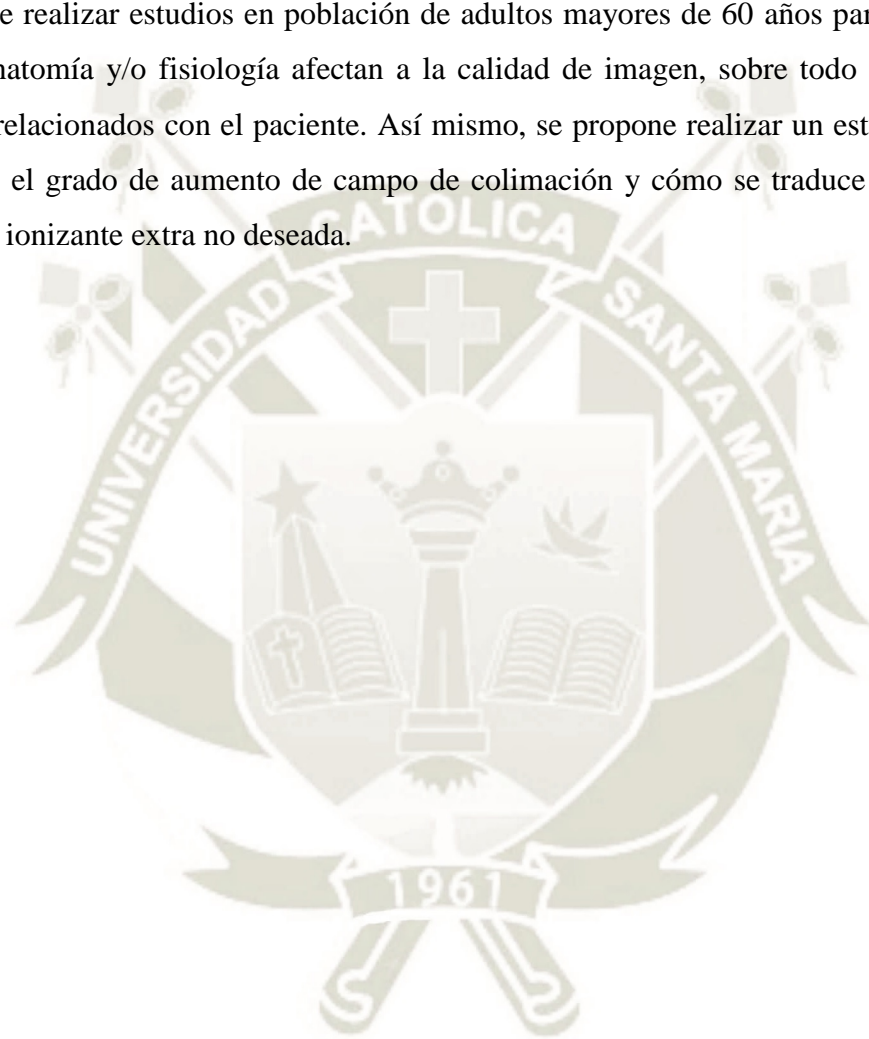 e realizar estudios en población de adultos mayores de 60 años par
natomía y/o fisiología afectan a la calidad de imagen, sobre todo
relacionados con el paciente. Así mismo, se propone realizar un est
el grado de aumento de campo de colimación y cómo se traduce
ionizante extra no deseada.
UNIVERSIDAD CATOLICA SANTA MARIA
1961